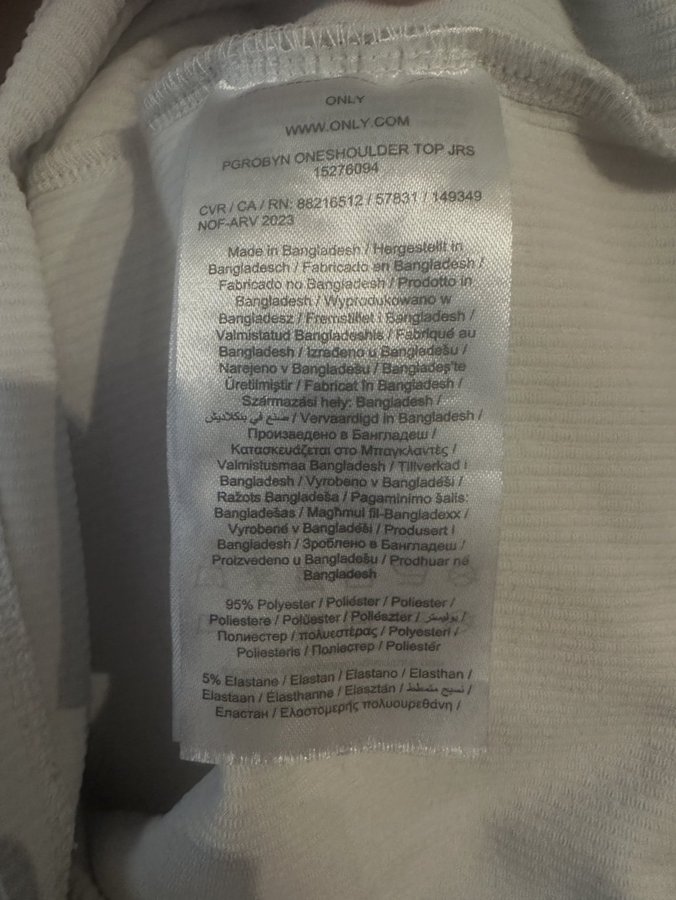 ONLY
WWW.ONLY.COM
PGROBYN ONESHOULDER TOP JRS
15276094
CVR / CA / RN: 88216512 / 57831 / 149349
NOF-ARV 2023
Made in Bangladesh / Hergestellt in
Bangladesch / Fabricado en Bangladesh /
Fabricado no Bangladesh / Prodotto in
Bangladesh / Wyprodukowano w
Bangladesz / Fremstillet i Bangladesh /
Valmistatud Bangladeshis / Fabriqué au
Bangladesh / Izrađeno u Bangladešu /
Narejeno v Bangladešu / Bangladeş'te
Üretilmiştir / Fabricat în Bangladesh /
Származási hely: Bangladesh /
صنع في بنكلاديش / Vervaardigd in Bangladesh /
Произведено в Бангладеш /
Κατασκευάζεται στο Μπαγκλαντές /
Valmistusmaa Bangladesh / Tillverkad i
Bangladesh / Vyrobeno v Bangladéši /
Ražots Bangladeša / Pagaminimo šalis:
Bangladešas / Magħmul fil-Bangladexx /
Vyrobené v Bangladéši / Produsert i
Bangladesh / Зроблено в Бангладеш /
Proizvedeno u Bangladešu / Prodhuar në
Bangladesh
95% Polyester / Poliéster / Poliester /
Poliestere / Polüester / Poliészter / بوليستر /
Полиестер / πολυεστέρας / Polyesteri /
Poliesteris / Поліестер / Poliestër
5% Elastane / Elastan / Elastano / Elasthan /
Elastaan / Élasthanne / Elasztán / نسيج متمطط /
Еластан / Ελαστομερής πολυουρεθάνη /